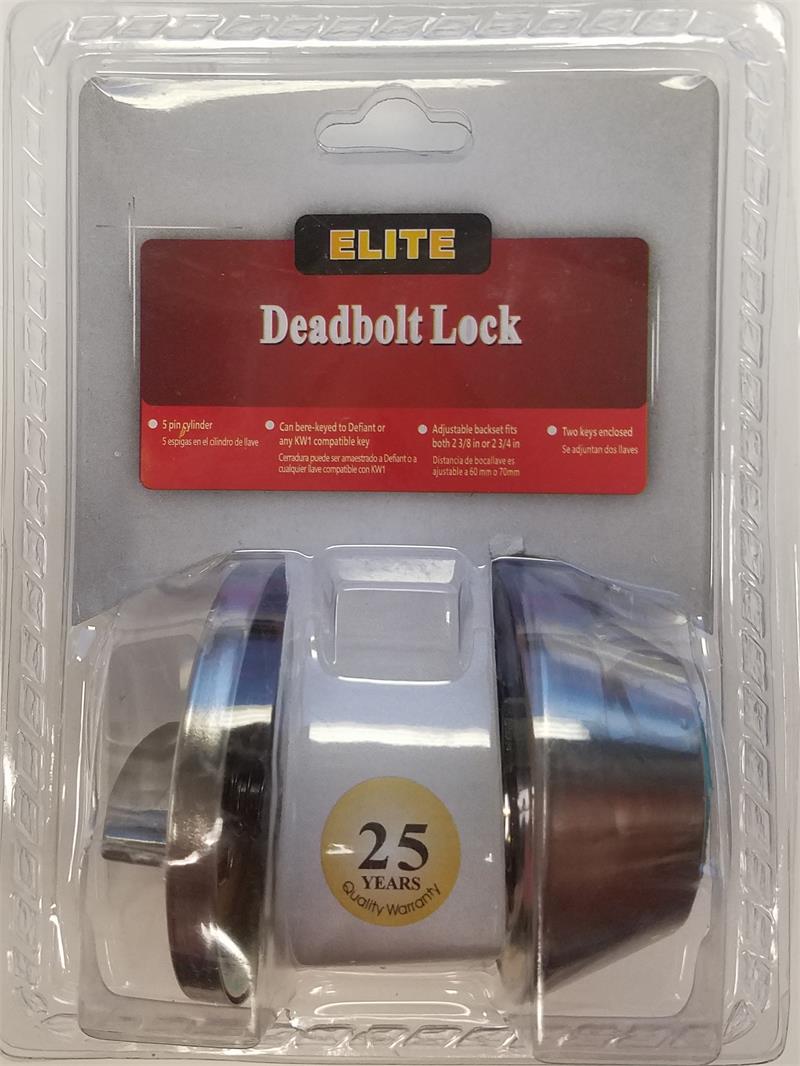 ELITE
Deadbolt Lock
5 pin cylinder
5 espigas en el cilindro de llave
Can bere-keyed to Defiant or
any KW1 compatible key
Cerradura puede ser amaestrado a Defiant o a
cualquier llave compatible con KW1
Adjustable backset fits
both 2 3/8 in or 2 3/4 in
Distancia de bocallave es
ajustable a 60 mm o 70mm
Two keys enclosed
Se adjuntan dos llaves
25
YEARS
Quality Warranty